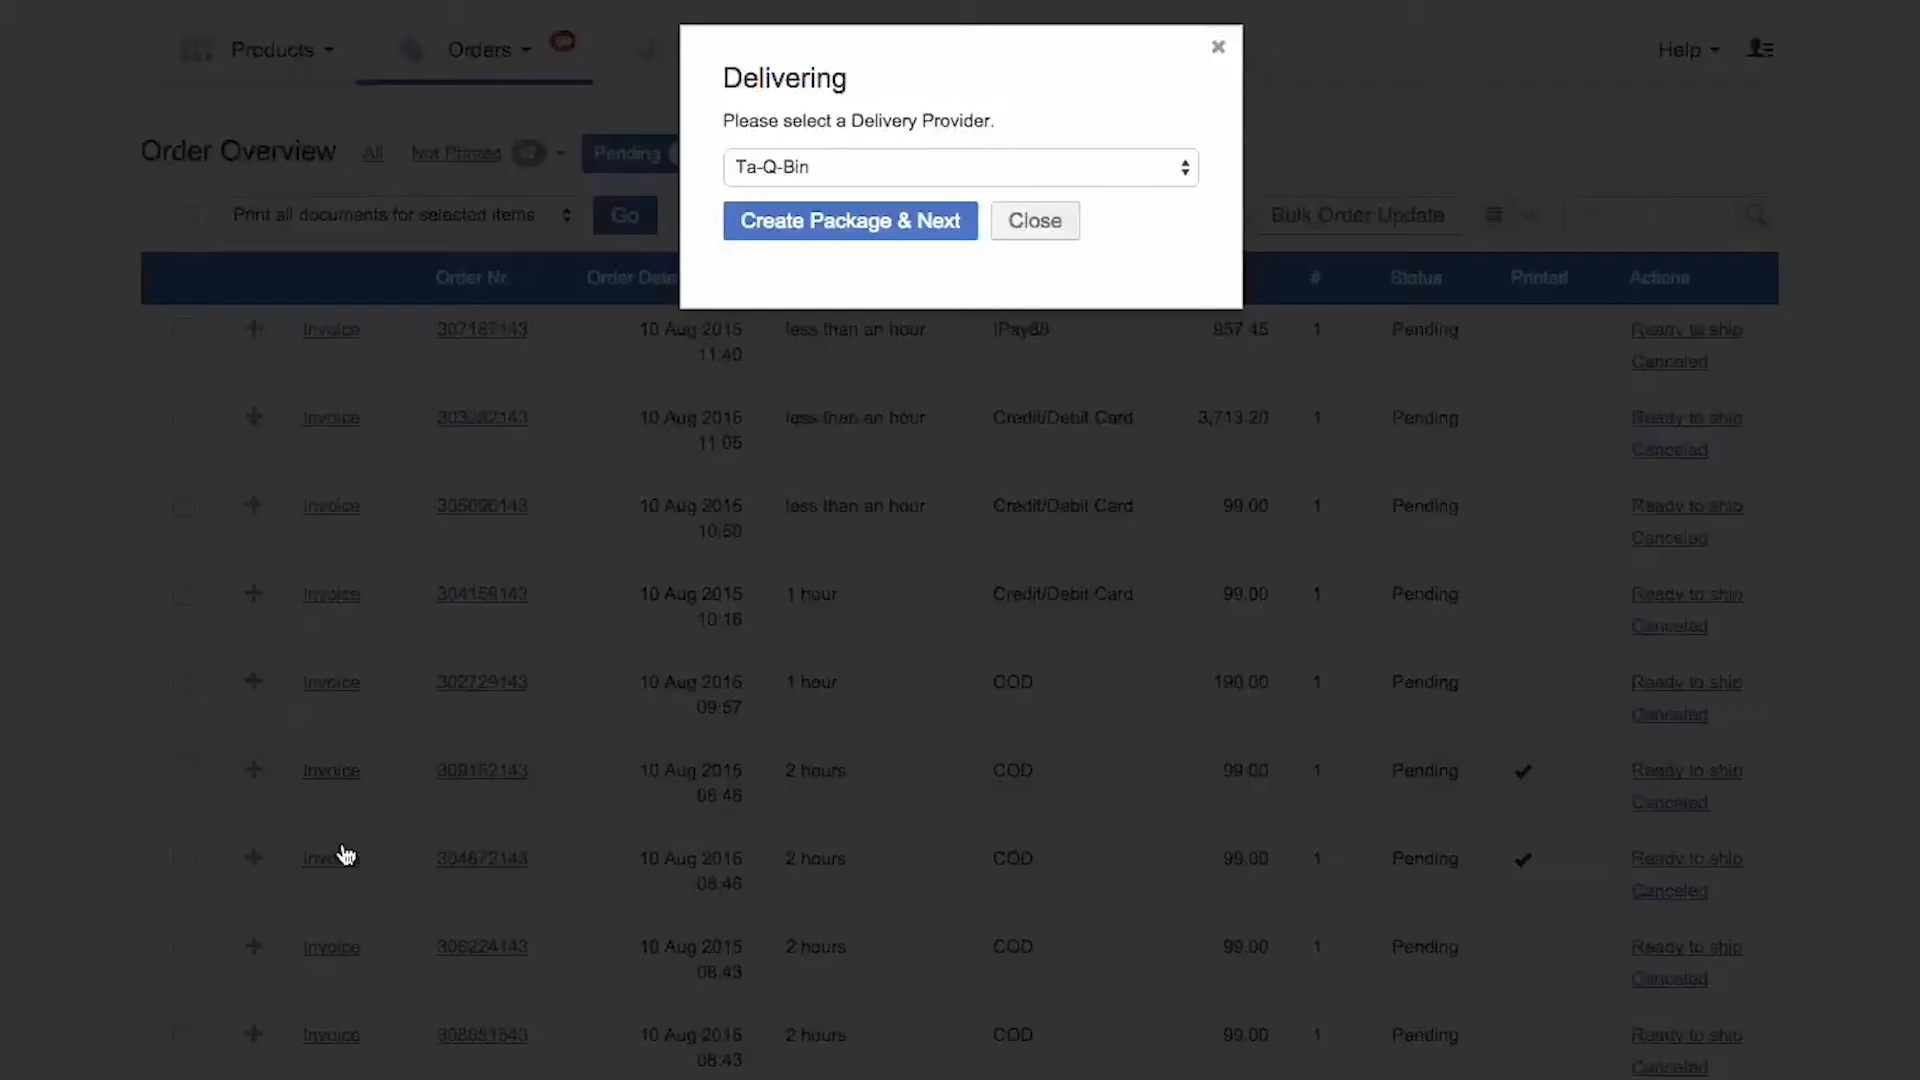 Products
Orders
Help
Delivering
Please select a Delivery Provider.
Ta-Q-Bin
Create Package & Next
Close
Order Overview All Not Printed Pending
Print all documents for selected items Go Bulk Order Update
Order Nr. Order Date # Status Printed Actions
Invoice 307187143 10 Aug 2015 less than an hour IPay88 957.45 1 Pending Ready to ship
11:40 Canceled
Invoice 303282143 10 Aug 2015 less than an hour Credit/Debit Card 3,713.20 1 Pending Ready to ship
11:05 Canceled
Invoice 305096143 10 Aug 2015 less than an hour Credit/Debit Card 99.00 1 Pending Ready to ship
10:50 Canceled
Invoice 304159143 10 Aug 2015 1 hour Credit/Debit Card 99.00 1 Pending Ready to ship
10:16 Canceled
Invoice 302729143 10 Aug 2015 1 hour COD 190.00 1 Pending Ready to ship
09:57 Canceled
Invoice 309152143 10 Aug 2015 2 hours COD 99.00 1 Pending ✔ Ready to ship
08:46 Canceled
304672143 10 Aug 2015 2 hours COD 99.00 1 Pending ✔ Ready to ship
08:46 Canceled
Invoice 306224143 10 Aug 2015 2 hours COD 99.00 1 Pending Ready to ship
08:43 Canceled
Invoice 10 Aug 2015 2 hours COD 99.00 1 Pending Ready to ship
08:43 Canceled